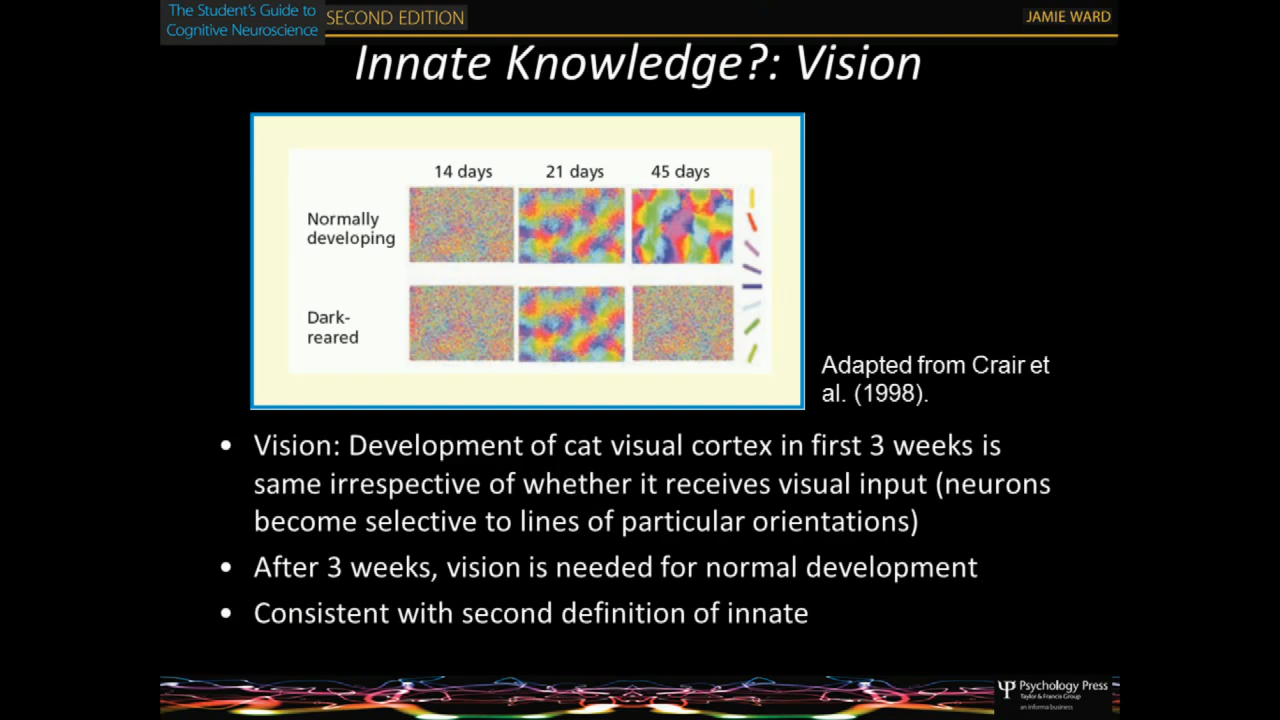 The Student's Guide to
Cognitive Neuroscience
SECOND EDITION
JAMIE WARD
Innate Knowledge?: Vision
14 days
21 days
45 days
Normally
developing
Dark-
reared
Adapted from Crair et
al. (1998).
• Vision: Development of cat visual cortex in first 3 weeks is
same irrespective of whether it receives visual input (neurons
become selective to lines of particular orientations)
• After 3 weeks, vision is needed for normal development
• Consistent with second definition of innate
Psychology Press
Taylor & Francis Group
an informa business